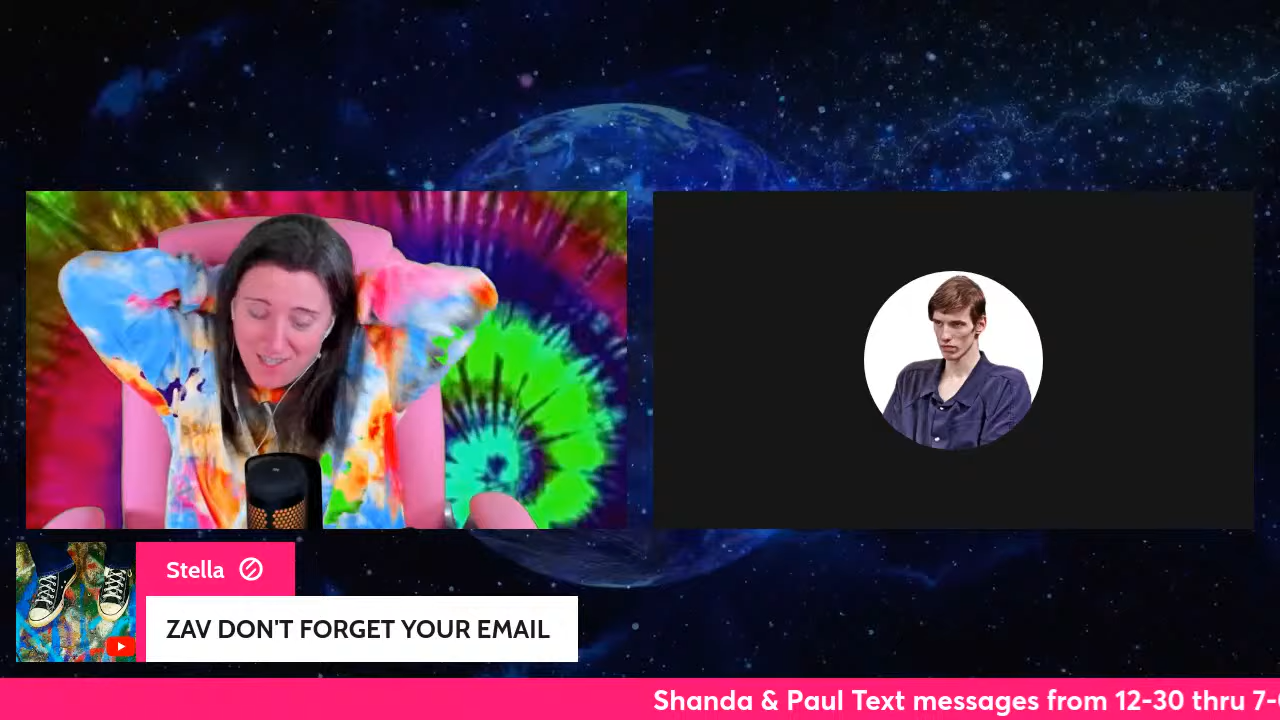 Stella
ZAV DON'T FORGET YOUR EMAIL
Shanda & Paul Text messages from 12-30 thru 7-